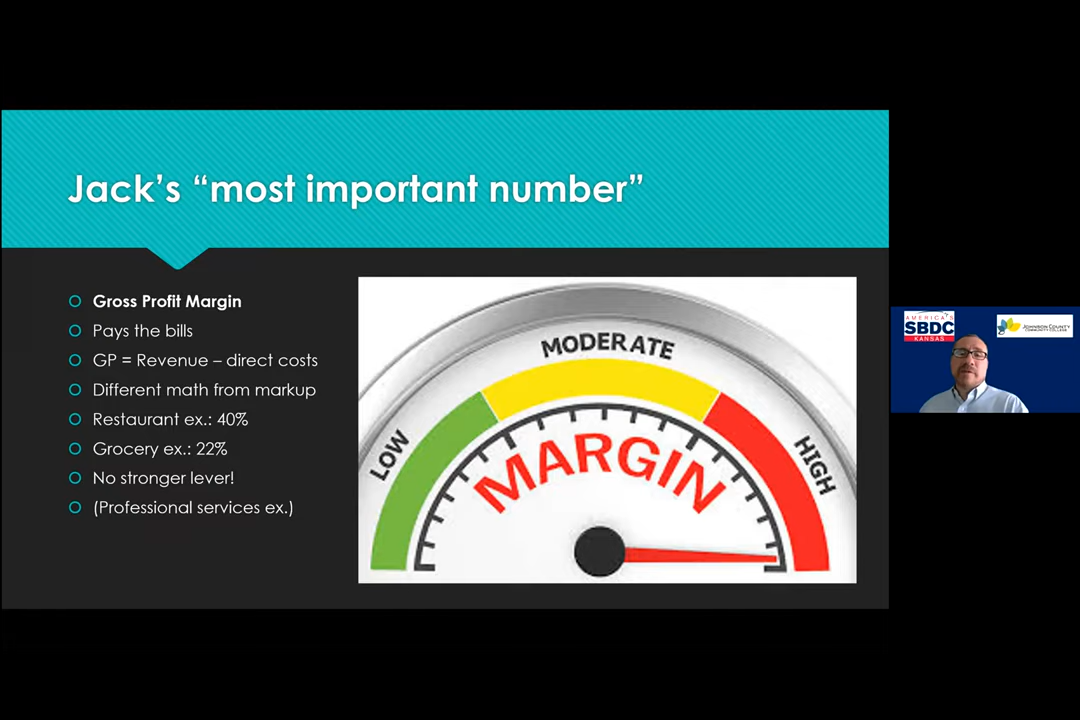 Jack’s “most important number”
Gross Profit Margin
Pays the bills
GP = Revenue – direct costs
Different math from markup
Restaurant ex.: 40%
Grocery ex.: 22%
No stronger lever!
(Professional services ex.)
LOW
MODERATE
HIGH
MARGIN
AMERICA'S
SBDC
KANSAS
JOHNSON COUNTY
COMMUNITY COLLEGE